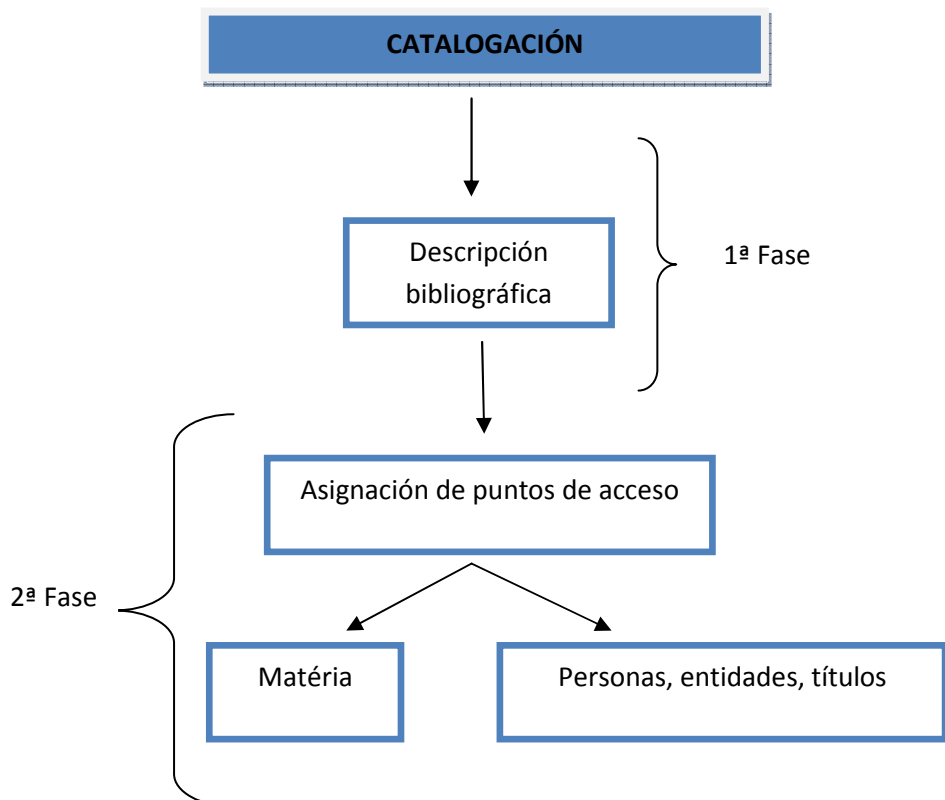 CATALOGACIÓN
Descripción
bibliográfica
1ª Fase
Asignación de puntos de acceso
2ª Fase
Matéria
Personas, entidades, títulos